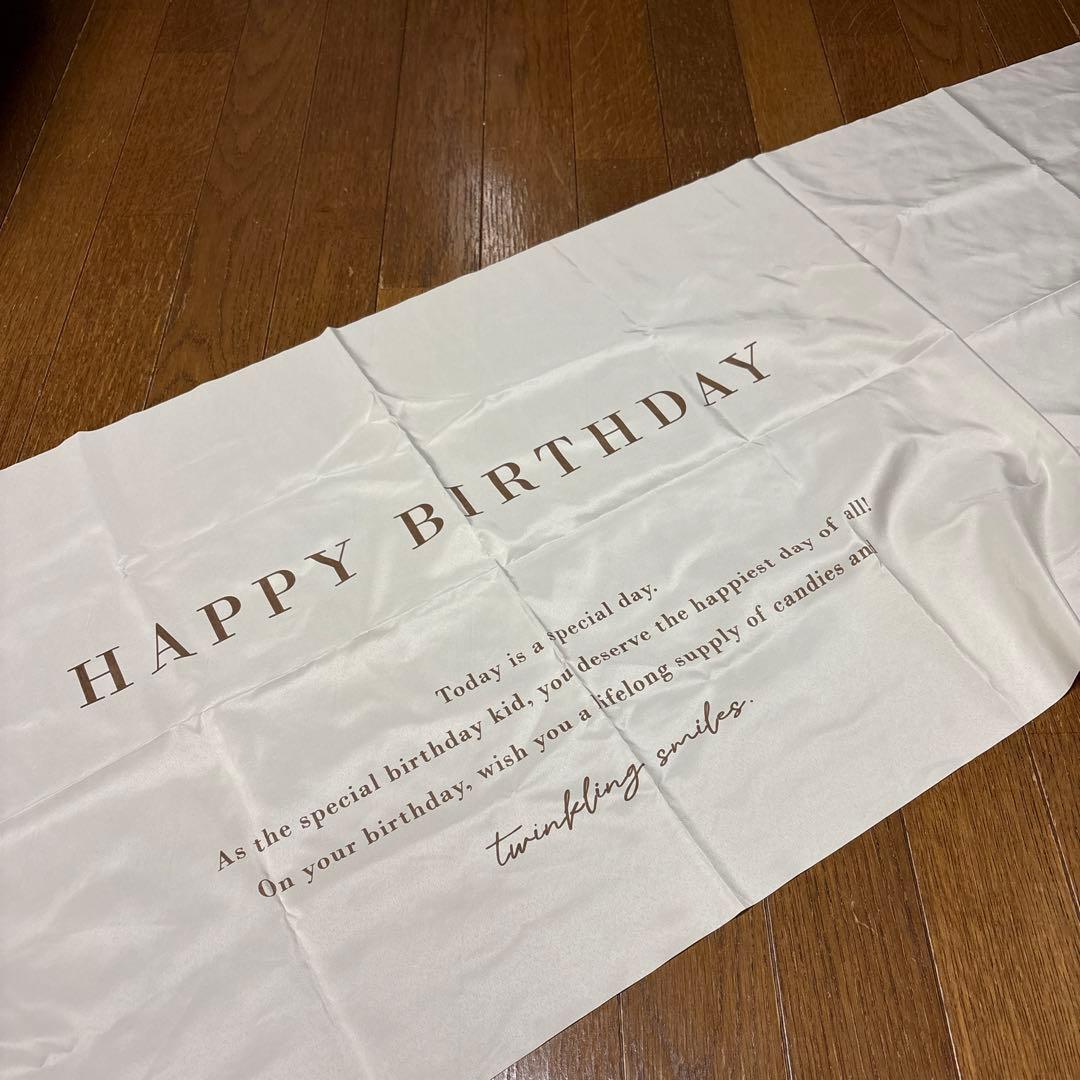 HAPPY BIRTHDAY
Today is a special day.
As the special birthday kid, you deserve the happiest day of all!
On your birthday, wish you a lifelong supply of candies an
twinkling smiles.